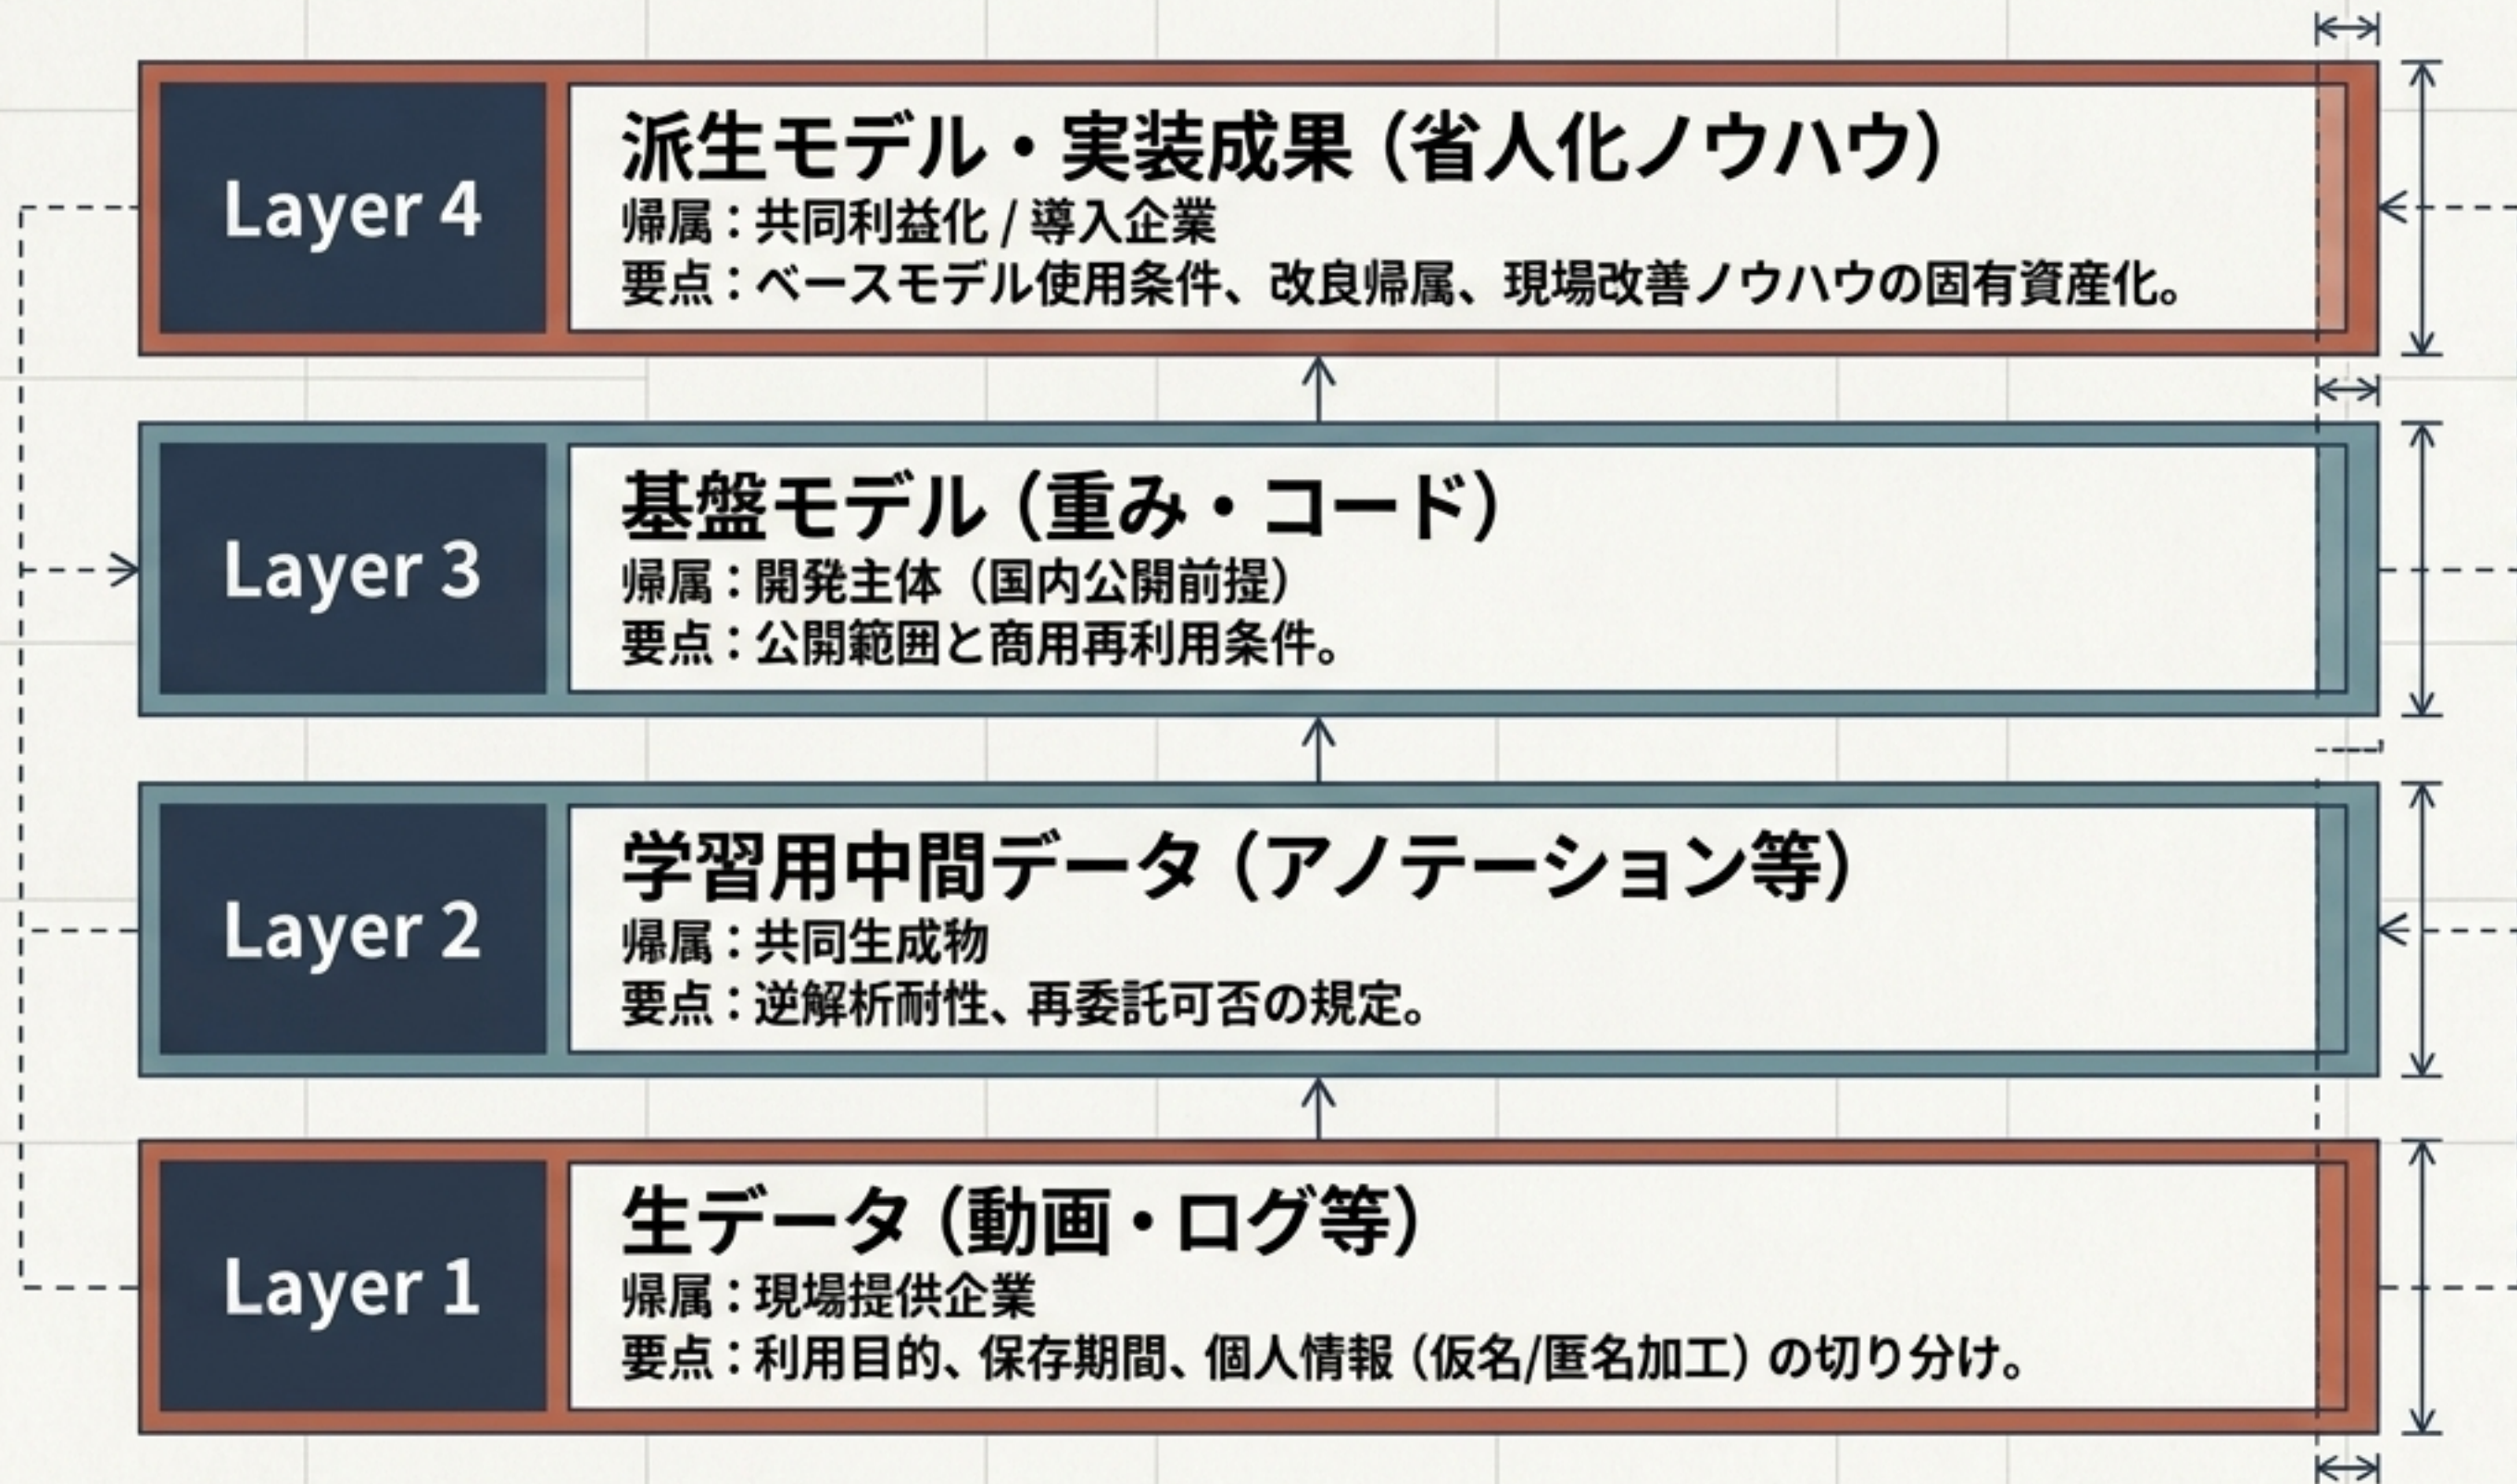 Layer 4
派生モデル・実装成果（省人化ノウハウ）
帰属：共同利益化 / 導入企業
要点：ベースモデル使用条件、改良帰属、現場改善ノウハウの固有資産化。
Layer 3
基盤モデル（重み・コード）
帰属：開発主体（国内公開前提）
要点：公開範囲と商用再利用条件。
Layer 2
学習用中間データ（アノテーション等）
帰属：共同生成物
要点：逆解析耐性、再委託可否の規定。
Layer 1
生データ（動画・ログ等）
帰属：現場提供企業
要点：利用目的、保存期間、個人情報（仮名/匿名加工）の切り分け。